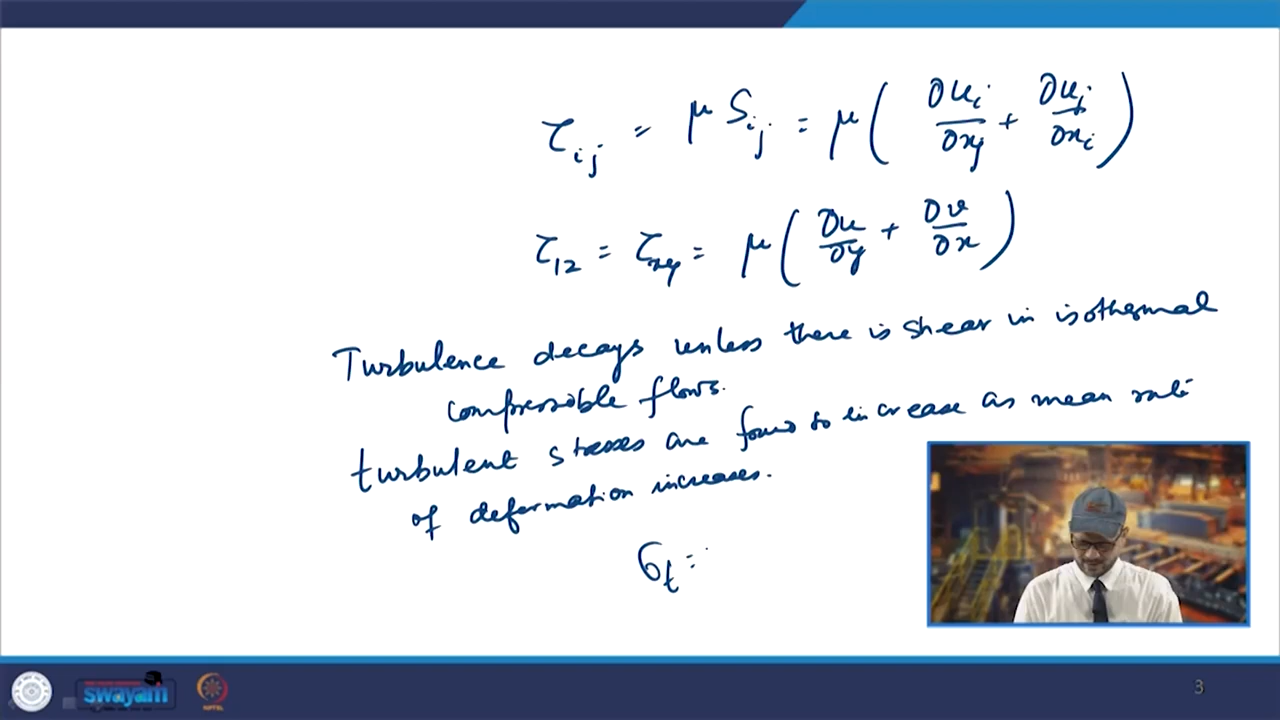 τij = μ Sij = μ ( ∂ui/∂xj + ∂uj/∂xi )
τ12 = τxy = μ ( ∂u/∂y + ∂v/∂x )
Turbulence decays unless there is shear in isothermal
compressible flows.
turbulent stresses are found to increase as mean rate
of deformation increases.
σt =
swayam
3